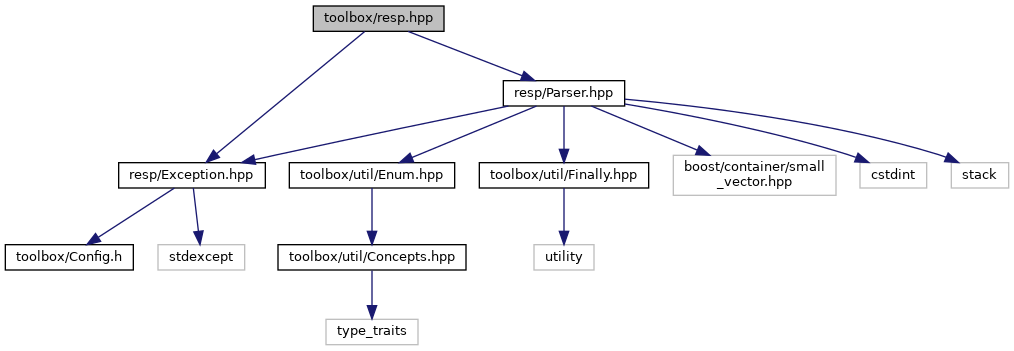 toolbox/resp.hpp
resp/Parser.hpp
resp/Exception.hpp
toolbox/util/Enum.hpp
toolbox/util/Finally.hpp
boost/container/small
_vector.hpp
cstdint
stack
toolbox/Config.h
stdexcept
toolbox/util/Concepts.hpp
utility
type_traits